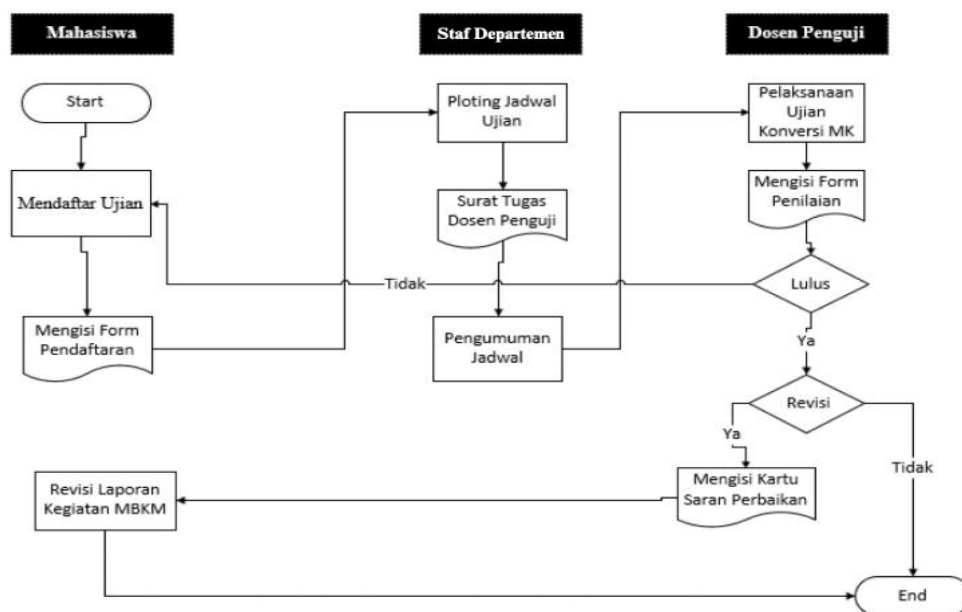 Mahasiswa
Staf Departemen
Dosen Penguji
Start
Ploting Jadwal
Ujian
Pelaksanaan
Ujian
Konversi MK
Mendaftar Ujian
Surat Tugas
Dosen Penguji
Mengisi Form
Penilaian
Tidak
Lulus
Mengisi Form
Pendaftaran
Pengumuman
Jadwal
Ya
Revisi
Ya
Tidak
Revisi Laporan
Kegiatan MBKM
Mengisi Kartu
Saran Perbaikan
End